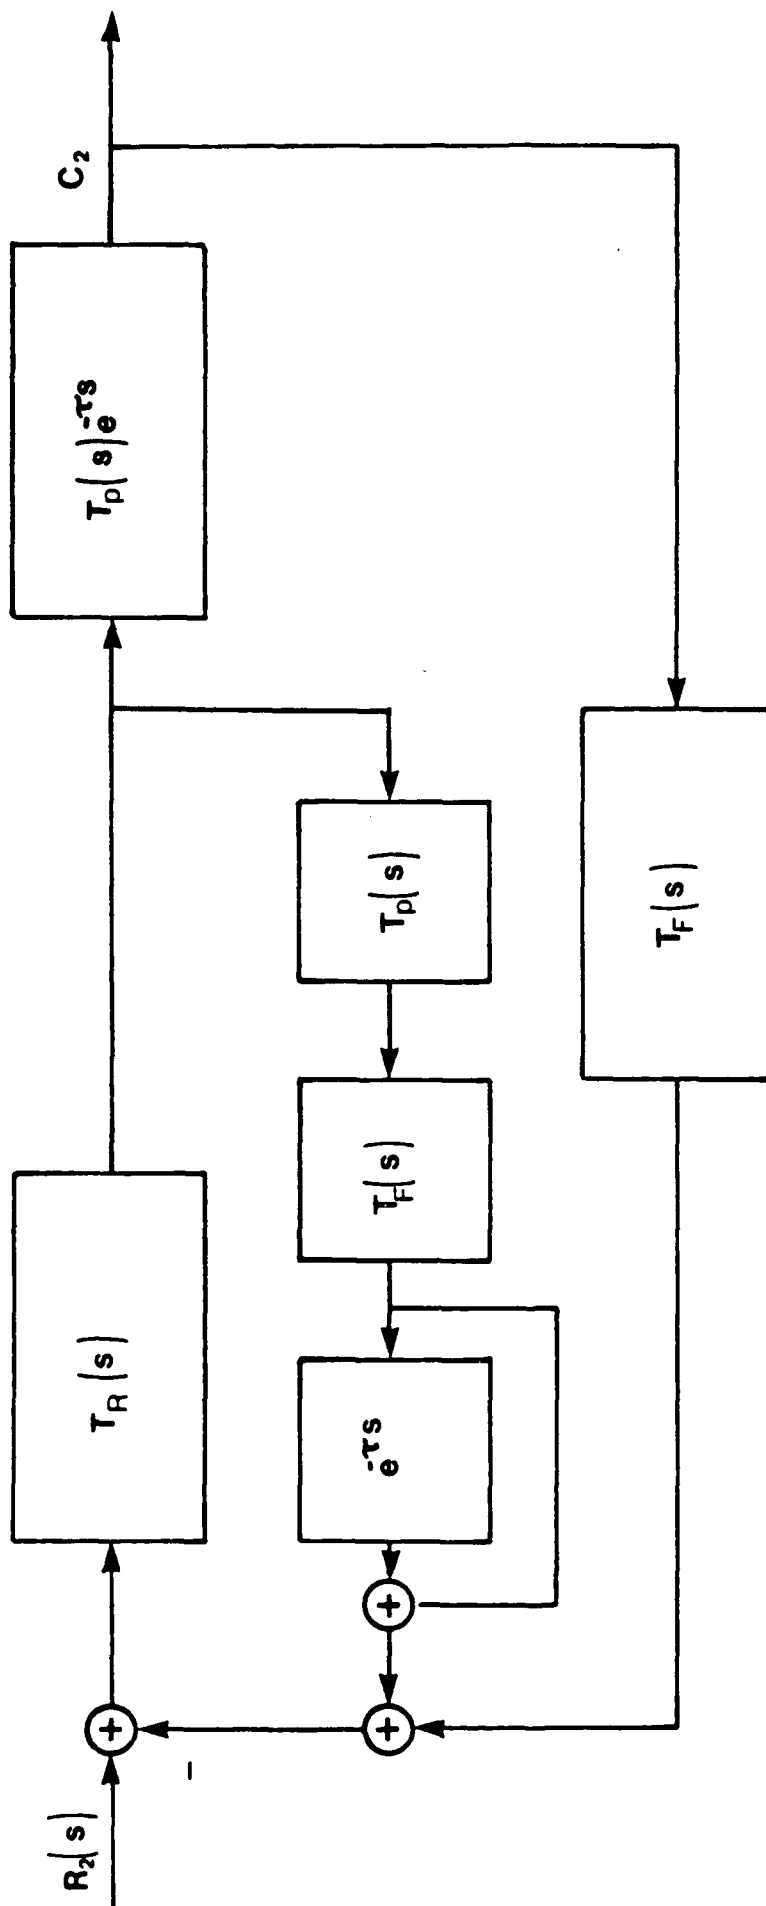 R₂(s)
+
−
T_R(s)
T_p(s)e^-τs
C₂
T_p(s)
T_F(s)
e^-τs
+
+
T_F(s)